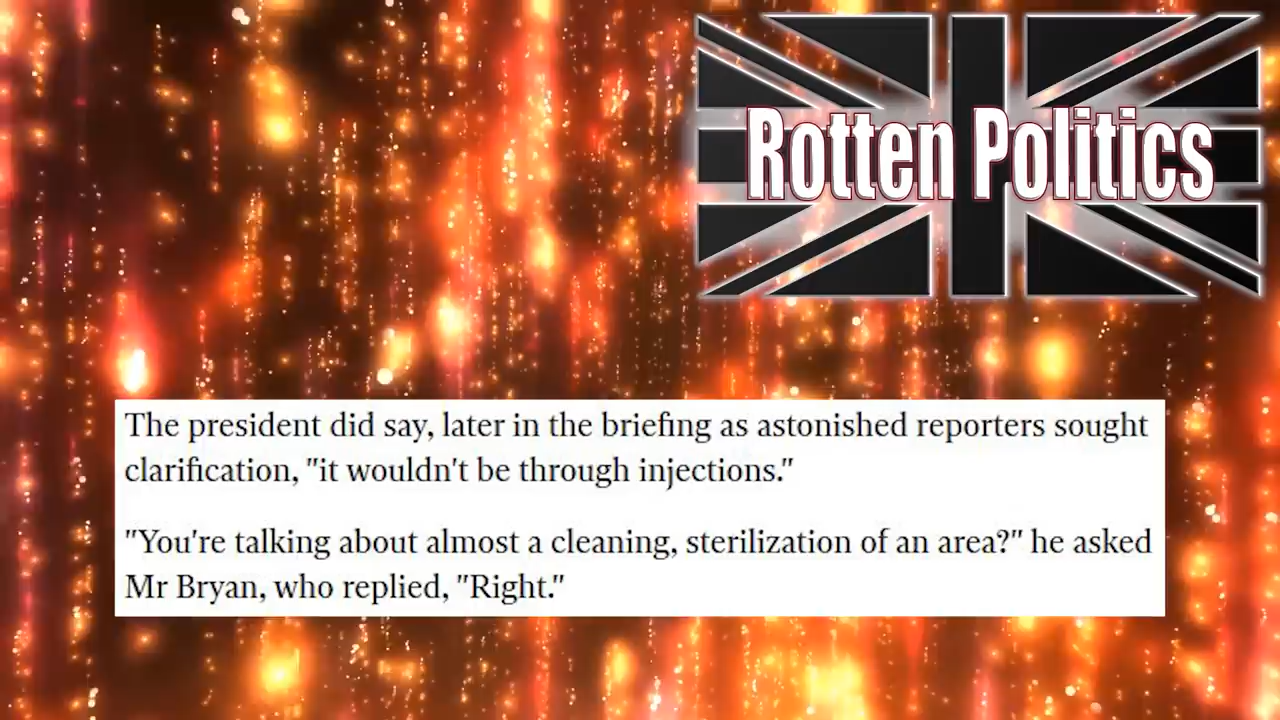 Rotten Politics
The president did say, later in the briefing as astonished reporters sought
clarification, "it wouldn't be through injections."
"You're talking about almost a cleaning, sterilization of an area?" he asked
Mr Bryan, who replied, "Right."